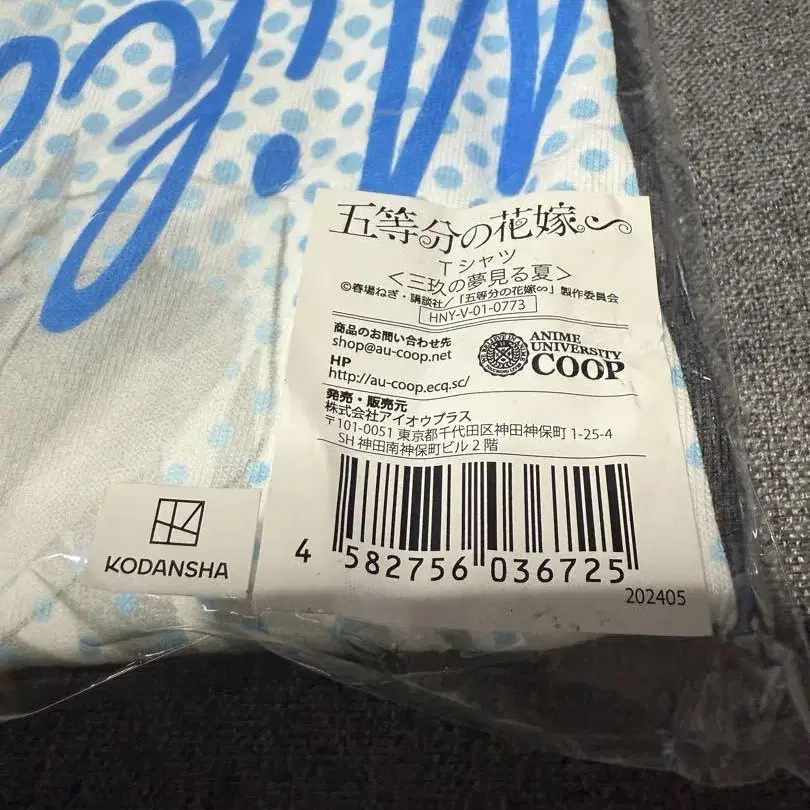 五等分の花嫁∽
Tシャツ
＜三玖の夢見る夏＞
©春場ねぎ・講談社／「五等分の花嫁∽」製作委員会
HNY-V-01-0773
商品のお問い合わせ先
shop@au-coop.net
HP
http://au-coop.ecq.sc/
ANIME
UNIVERSITY
COOP
発売・販売元
株式会社アイオウプラス
〒101-0051 東京都千代田区神田神保町 1-25-4
SH 神田南神保町ビル 2 階
4 582756 036725
202405
KODANSHA